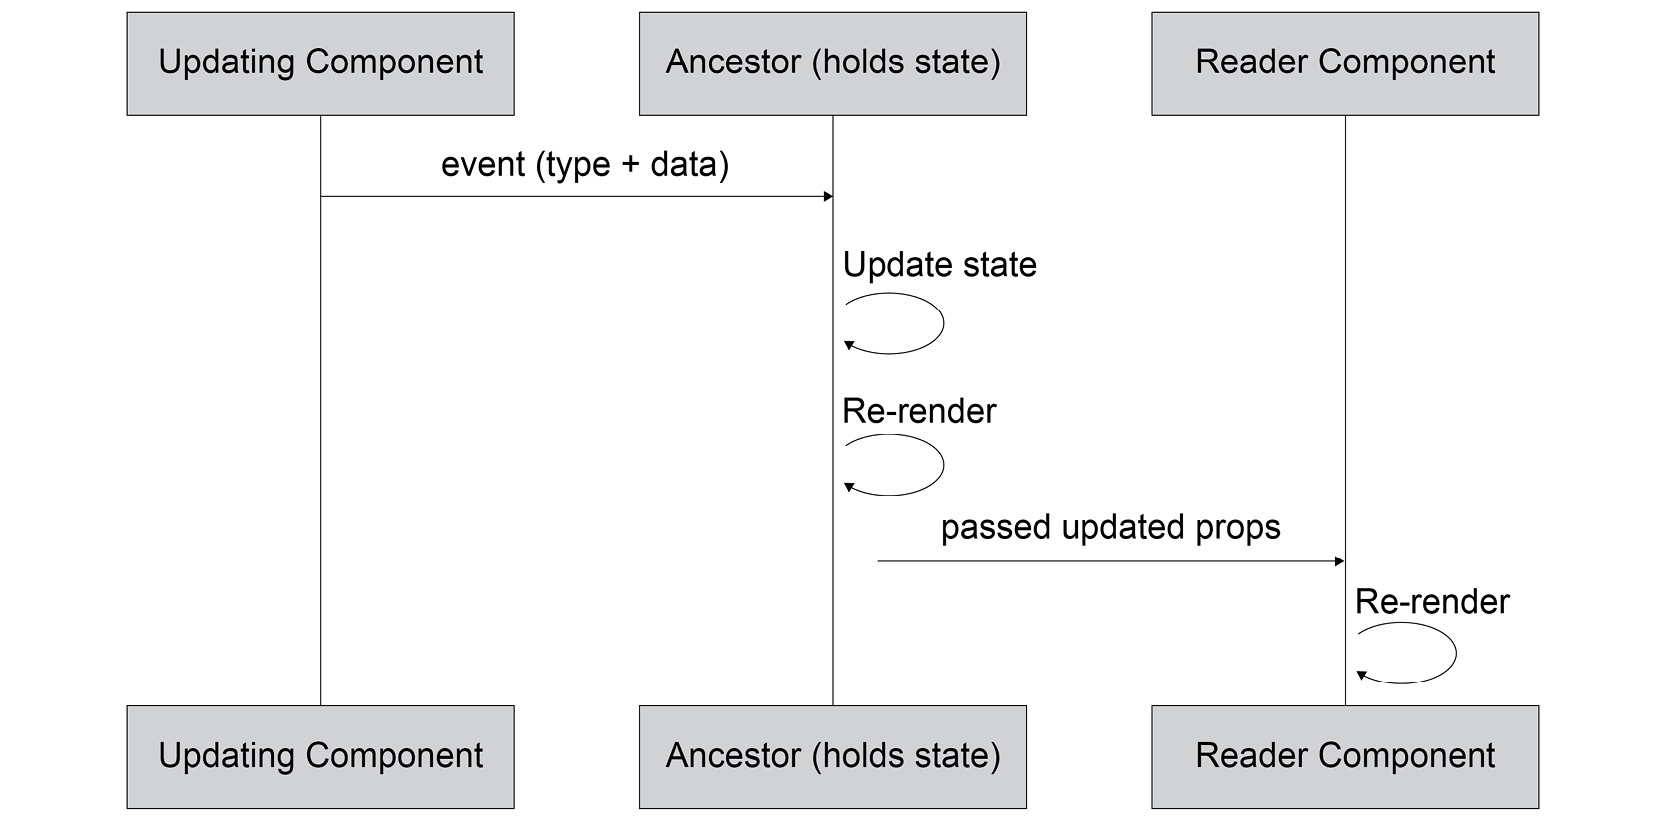 Updating Component
Ancestor (holds state)
Reader Component
event (type + data)
Update state
Re-render
passed updated props
Re-render
Updating Component
Ancestor (holds state)
Reader Component